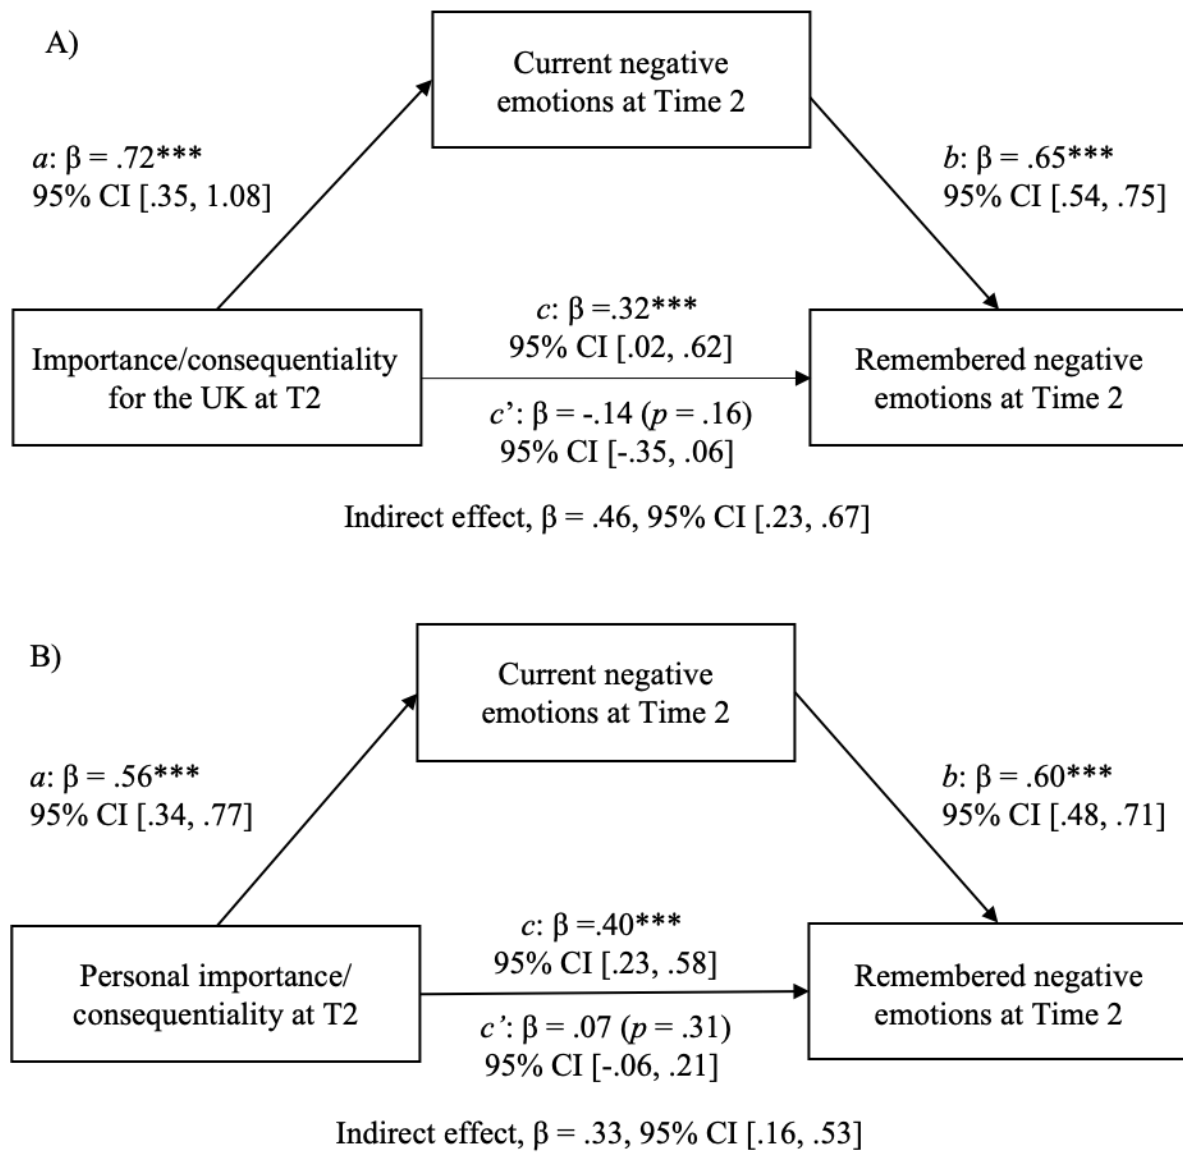 A)
Current negative
emotions at Time 2
a: β = .72***
95% CI [.35, 1.08]
b: β = .65***
95% CI [.54, .75]
Importance/consequentiality
for the UK at T2
c: β =.32***
95% CI [.02, .62]
c’: β = -.14 (p = .16)
95% CI [-.35, .06]
Remembered negative
emotions at Time 2
Indirect effect, β = .46, 95% CI [.23, .67]
B)
Current negative
emotions at Time 2
a: β = .56***
95% CI [.34, .77]
b: β = .60***
95% CI [.48, .71]
Personal importance/
consequentiality at T2
c: β =.40***
95% CI [.23, .58]
c’: β = .07 (p = .31)
95% CI [-.06, .21]
Remembered negative
emotions at Time 2
Indirect effect, β = .33, 95% CI [.16, .53]